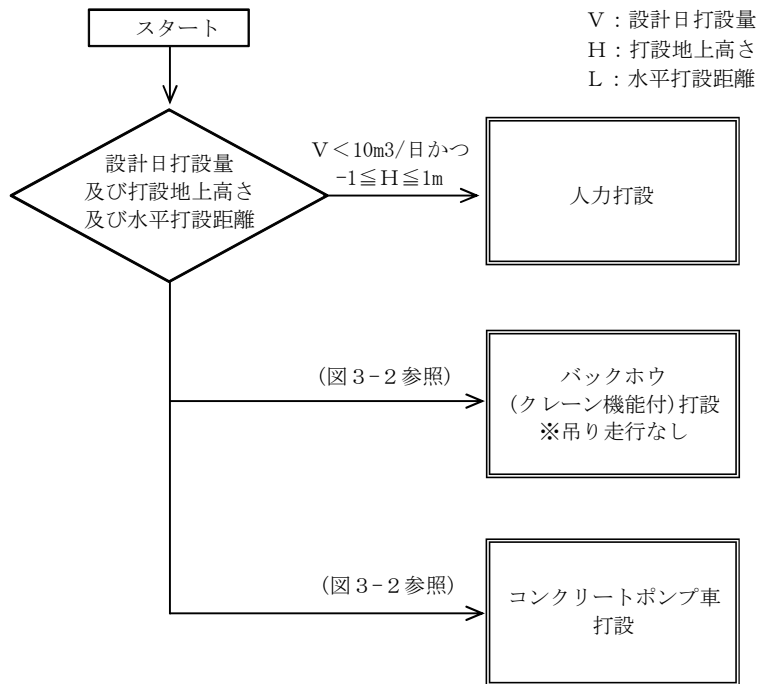 スタート
V：設計日打設量
H：打設地上高さ
L：水平打設距離
設計日打設量
及び打設地上高さ
及び水平打設距離
V＜10m3/日かつ
-1≦H≦1m
人力打設
(図３-２参照)
バックホウ
(クレーン機能付)打設
※吊り走行なし
(図３-２参照)
コンクリートポンプ車
打設